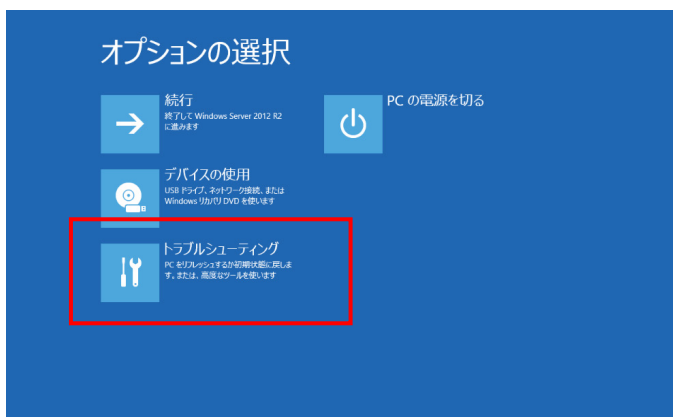 オプションの選択
続行
終了して Windows Server 2012 R2
に進みます
PC の電源を切る
デバイスの使用
USB ドライブ、ネットワーク接続、または
Windows リカバリ DVD を使います
トラブルシューティング
PC をリフレッシュするか初期状態に戻しま
す。または、高度なツールを使います